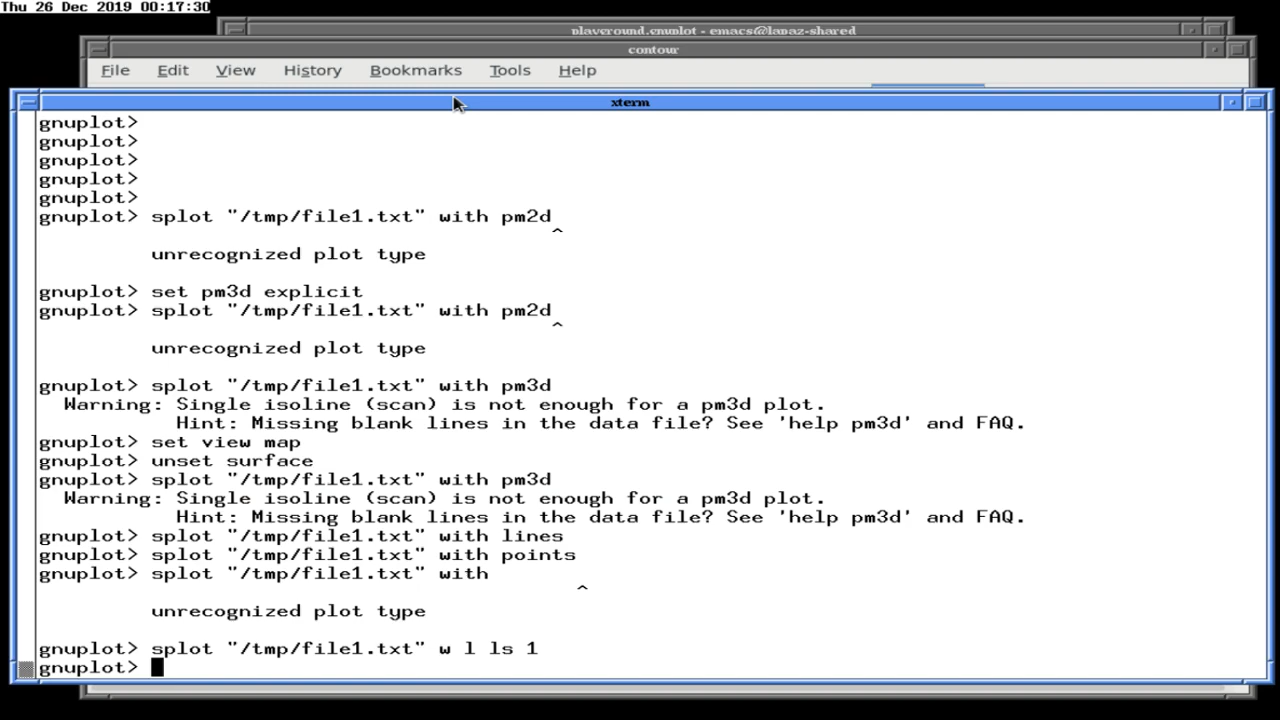 Thu 26 Dec 2019 00:17:30
playground.gnuplot - emacs@lapaz-shared
contour
File Edit View History Bookmarks Tools Help
xterm
gnuplot>
gnuplot>
gnuplot>
gnuplot>
gnuplot>
gnuplot> splot "/tmp/file1.txt" with pm2d
^
unrecognized plot type
gnuplot> set pm3d explicit
gnuplot> splot "/tmp/file1.txt" with pm2d
^
unrecognized plot type
gnuplot> splot "/tmp/file1.txt" with pm3d
Warning: Single isoline (scan) is not enough for a pm3d plot.
Hint: Missing blank lines in the data file? See 'help pm3d' and FAQ.
gnuplot> set view map
gnuplot> unset surface
gnuplot> splot "/tmp/file1.txt" with pm3d
Warning: Single isoline (scan) is not enough for a pm3d plot.
Hint: Missing blank lines in the data file? See 'help pm3d' and FAQ.
gnuplot> splot "/tmp/file1.txt" with lines
gnuplot> splot "/tmp/file1.txt" with points
gnuplot> splot "/tmp/file1.txt" with
^
unrecognized plot type
gnuplot> splot "/tmp/file1.txt" w l ls 1
gnuplot>